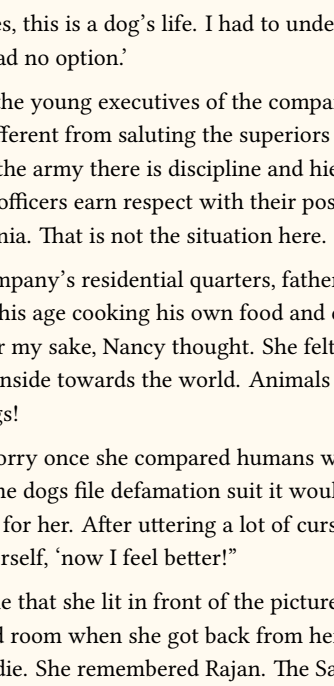 s, this is a dog’s life. I had to unde
ad no option.’
the young executives of the compa
fferent from saluting the superiors
the army there is discipline and hie
officers earn respect with their pos
nia. That is not the situation here.
mpany’s residential quarters, father
his age cooking his own food and
r my sake, Nancy thought. She felt
nside towards the world. Animals
gs!
orry once she compared humans w
he dogs file defamation suit it woul
for her. After uttering a lot of curs
rself, ‘now I feel better!”
e that she lit in front of the picture
d room when she got back from he
die. She remembered Rajan. The Sa